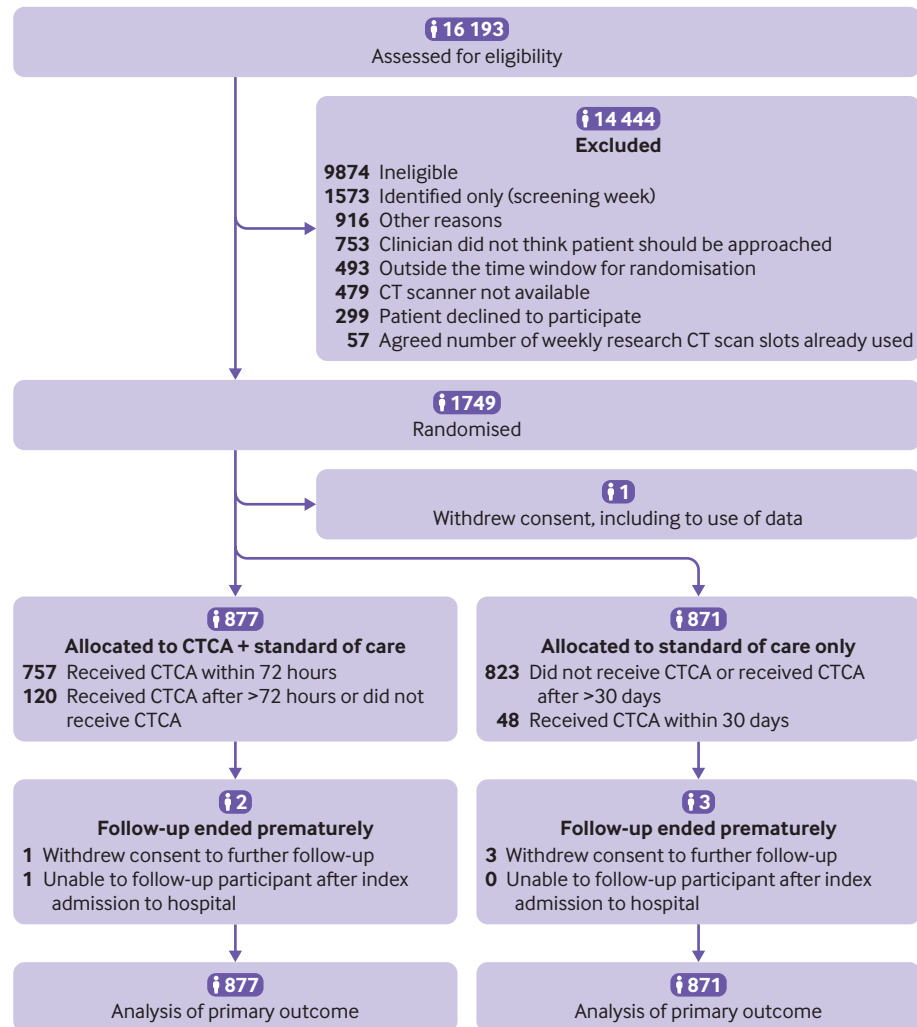 16 193
Assessed for eligibility
14 444
Excluded
9874 Ineligible
1573 Identified only (screening week)
916 Other reasons
753 Clinician did not think patient should be approached
493 Outside the time window for randomisation
479 CT scanner not available
299 Patient declined to participate
57 Agreed number of weekly research CT scan slots already used
1749
Randomised
1
Withdrew consent, including to use of data
877
Allocated to CTCA + standard of care
757 Received CTCA within 72 hours
120 Received CTCA after >72 hours or did not
receive CTCA
871
Allocated to standard of care only
823 Did not receive CTCA or received CTCA
after >30 days
48 Received CTCA within 30 days
2
Follow-up ended prematurely
1 Withdrew consent to further follow-up
1 Unable to follow-up participant after index
admission to hospital
3
Follow-up ended prematurely
3 Withdrew consent to further follow-up
0 Unable to follow-up participant after index
admission to hospital
877
Analysis of primary outcome
871
Analysis of primary outcome